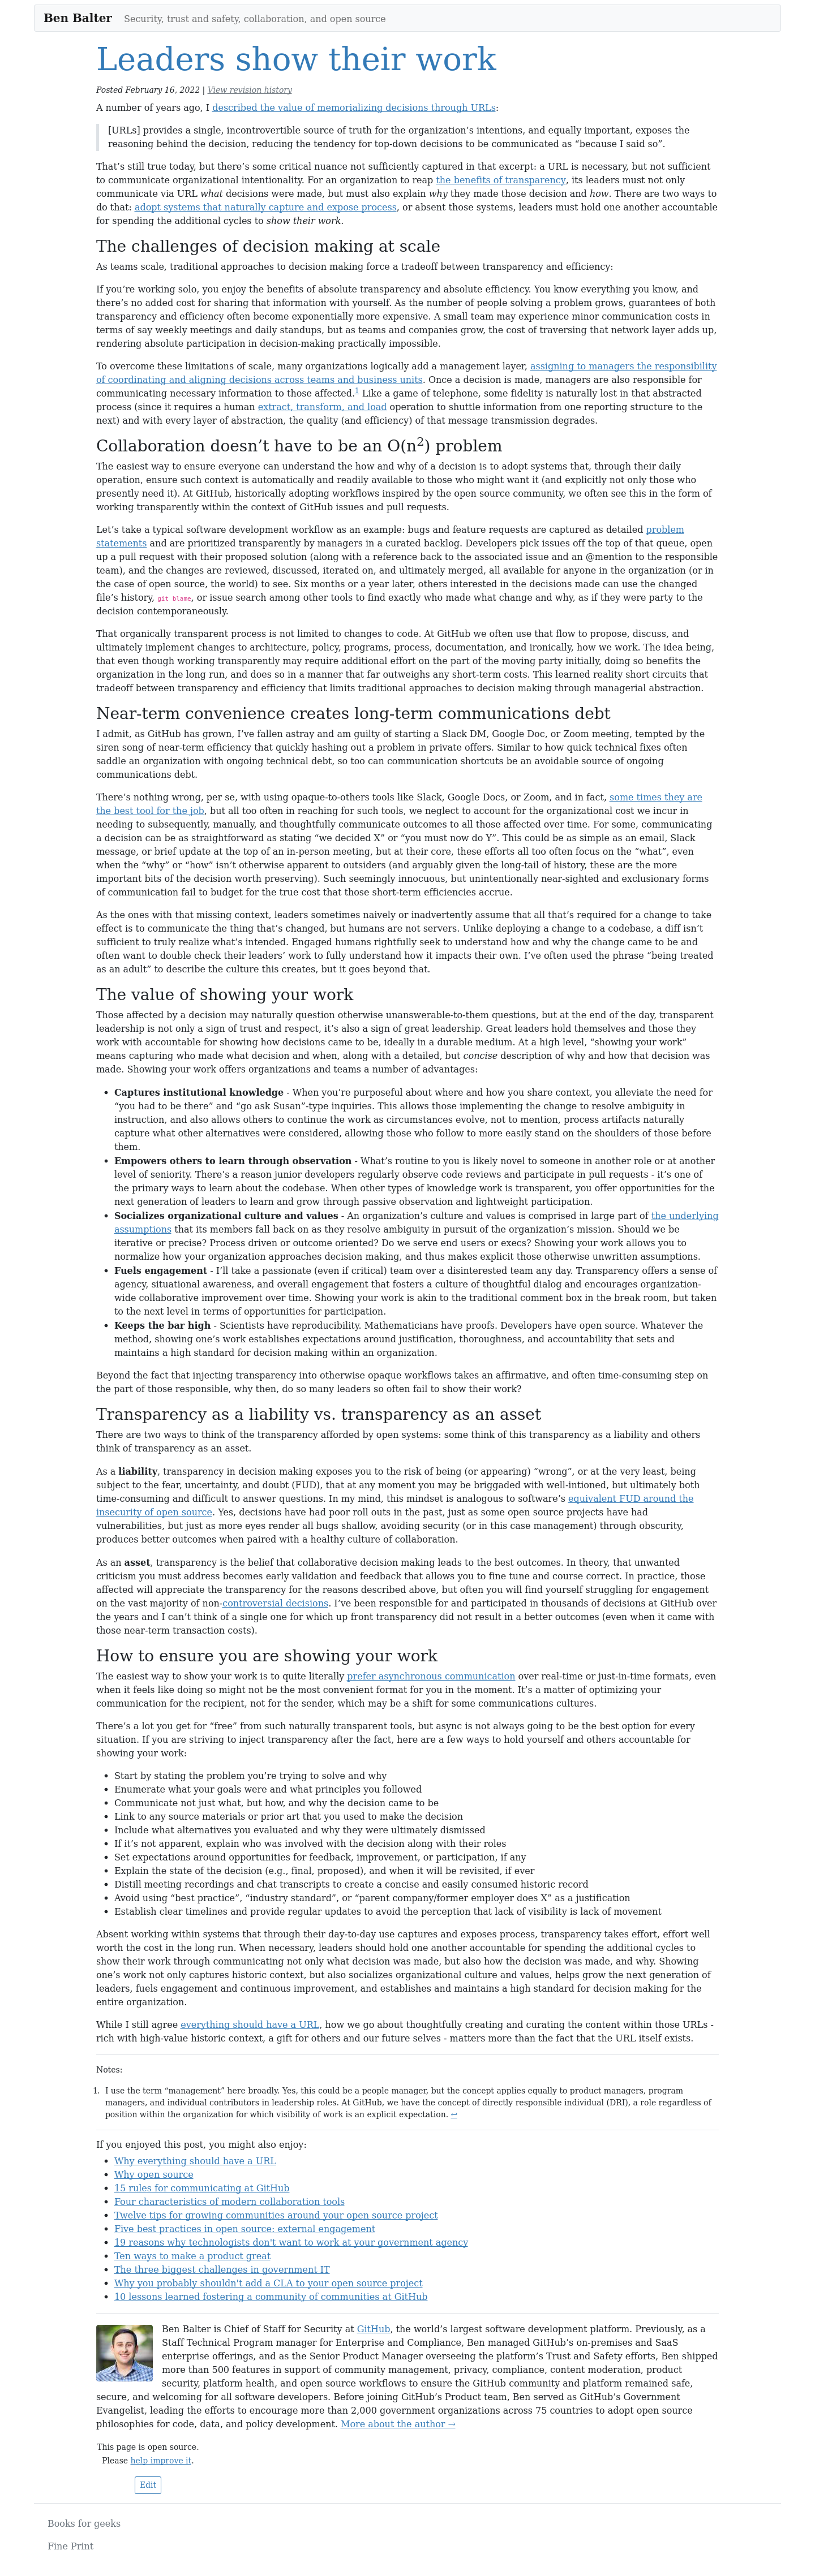 Ben Balter Security, trust and safety, collaboration, and open source
Leaders show their work
Posted February 16, 2022 | View revision history
A number of years ago, I described the value of memorializing decisions through URLs:
[URLs] provides a single, incontrovertible source of truth for the organization’s intentions, and equally important, exposes the
reasoning behind the decision, reducing the tendency for top-down decisions to be communicated as “because I said so”.
That’s still true today, but there’s some critical nuance not sufficiently captured in that excerpt: a URL is necessary, but not sufficient
to communicate organizational intentionality. For an organization to reap the benefits of transparency, its leaders must not only
communicate via URL what decisions were made, but must also explain why they made those decision and how. There are two ways to
do that: adopt systems that naturally capture and expose process, or absent those systems, leaders must hold one another accountable
for spending the additional cycles to show their work.
The challenges of decision making at scale
As teams scale, traditional approaches to decision making force a tradeoff between transparency and efficiency:
If you’re working solo, you enjoy the benefits of absolute transparency and absolute efficiency. You know everything you know, and
there’s no added cost for sharing that information with yourself. As the number of people solving a problem grows, guarantees of both
transparency and efficiency often become exponentially more expensive. A small team may experience minor communication costs in
terms of say weekly meetings and daily standups, but as teams and companies grow, the cost of traversing that network layer adds up,
rendering absolute participation in decision-making practically impossible.
To overcome these limitations of scale, many organizations logically add a management layer, assigning to managers the responsibility
of coordinating and aligning decisions across teams and business units. Once a decision is made, managers are also responsible for
communicating necessary information to those affected.1 Like a game of telephone, some fidelity is naturally lost in that abstracted
process (since it requires a human extract, transform, and load operation to shuttle information from one reporting structure to the
next) and with every layer of abstraction, the quality (and efficiency) of that message transmission degrades.
Collaboration doesn’t have to be an O(n2) problem
The easiest way to ensure everyone can understand the how and why of a decision is to adopt systems that, through their daily
operation, ensure such context is automatically and readily available to those who might want it (and explicitly not only those who
presently need it). At GitHub, historically adopting workflows inspired by the open source community, we often see this in the form of
working transparently within the context of GitHub issues and pull requests.
Let’s take a typical software development workflow as an example: bugs and feature requests are captured as detailed problem
statements and are prioritized transparently by managers in a curated backlog. Developers pick issues off the top of that queue, open
up a pull request with their proposed solution (along with a reference back to the associated issue and an @mention to the responsible
team), and the changes are reviewed, discussed, iterated on, and ultimately merged, all available for anyone in the organization (or in
the case of open source, the world) to see. Six months or a year later, others interested in the decisions made can use the changed
file’s history, git blame, or issue search among other tools to find exactly who made what change and why, as if they were party to the
decision contemporaneously.
That organically transparent process is not limited to changes to code. At GitHub we often use that flow to propose, discuss, and
ultimately implement changes to architecture, policy, programs, process, documentation, and ironically, how we work. The idea being,
that even though working transparently may require additional effort on the part of the moving party initially, doing so benefits the
organization in the long run, and does so in a manner that far outweighs any short-term costs. This learned reality short circuits that
tradeoff between transparency and efficiency that limits traditional approaches to decision making through managerial abstraction.
Near-term convenience creates long-term communications debt
I admit, as GitHub has grown, I’ve fallen astray and am guilty of starting a Slack DM, Google Doc, or Zoom meeting, tempted by the
siren song of near-term efficiency that quickly hashing out a problem in private offers. Similar to how quick technical fixes often
saddle an organization with ongoing technical debt, so too can communication shortcuts be an avoidable source of ongoing
communications debt.
There’s nothing wrong, per se, with using opaque-to-outsiders tools like Slack, Google Docs, or Zoom, and in fact, some times they are
the best tool for the job, but all too often in reaching for such tools, we neglect to account for the organizational cost we incur in
needing to subsequently, manually, and thoughtfully communicate outcomes to all those affected over time. For some, communicating
a decision can be as straightforward as stating “we decided X” or “you must now do Y”. This could be as simple as an email, Slack
message, or brief update at the top of an in-person meeting, but at their core, these efforts all too often focus on the “what”, even
when the “why” or “how” isn’t otherwise apparent to outsiders (and arguably given the long-tail of history, these are the more
important bits of the decision worth preserving). Such seemingly innocuous, but unintentionally near-sighted and exclusionary forms
of communication fail to budget for the true cost that those short-term efficiencies accrue.
As the ones with that missing context, leaders sometimes naively or inadvertently assume that all that’s required for a change to take
effect is to communicate the thing that’s changed, but humans are not servers. Unlike deploying a change to a codebase, a diff isn’t
sufficient to truly realize what’s intended. Engaged humans rightfully seek to understand how and why the change came to be and
often want to double check their leaders’ work to fully understand how it impacts their own. I’ve often used the phrase “being treated
as an adult” to describe the culture this creates, but it goes beyond that.
The value of showing your work
Those affected by a decision may naturally question otherwise unanswerable-to-them questions, but at the end of the day, transparent
leadership is not only a sign of trust and respect, it’s also a sign of great leadership. Great leaders hold themselves and those they
work with accountable for showing how decisions came to be, ideally in a durable medium. At a high level, “showing your work”
means capturing who made what decision and when, along with a detailed, but concise description of why and how that decision was
made. Showing your work offers organizations and teams a number of advantages:
• Captures institutional knowledge - When you’re purposeful about where and how you share context, you alleviate the need for
“you had to be there” and “go ask Susan”-type inquiries. This allows those implementing the change to resolve ambiguity in
instruction, and also allows others to continue the work as circumstances evolve, not to mention, process artifacts naturally
capture what other alternatives were considered, allowing those who follow to more easily stand on the shoulders of those before
them.
• Empowers others to learn through observation - What’s routine to you is likely novel to someone in another role or at another
level of seniority. There’s a reason junior developers regularly observe code reviews and participate in pull requests - it’s one of
the primary ways to learn about the codebase. When other types of knowledge work is transparent, you offer opportunities for the
next generation of leaders to learn and grow through passive observation and lightweight participation.
• Socializes organizational culture and values - An organization’s culture and values is comprised in large part of the underlying
assumptions that its members fall back on as they resolve ambiguity in pursuit of the organization’s mission. Should we be
iterative or precise? Process driven or outcome oriented? Do we serve end users or execs? Showing your work allows you to
normalize how your organization approaches decision making, and thus makes explicit those otherwise unwritten assumptions.
• Fuels engagement - I’ll take a passionate (even if critical) team over a disinterested team any day. Transparency offers a sense of
agency, situational awareness, and overall engagement that fosters a culture of thoughtful dialog and encourages organization-
wide collaborative improvement over time. Showing your work is akin to the traditional comment box in the break room, but taken
to the next level in terms of opportunities for participation.
• Keeps the bar high - Scientists have reproducibility. Mathematicians have proofs. Developers have open source. Whatever the
method, showing one’s work establishes expectations around justification, thoroughness, and accountability that sets and
maintains a high standard for decision making within an organization.
Beyond the fact that injecting transparency into otherwise opaque workflows takes an affirmative, and often time-consuming step on
the part of those responsible, why then, do so many leaders so often fail to show their work?
Transparency as a liability vs. transparency as an asset
There are two ways to think of the transparency afforded by open systems: some think of this transparency as a liability and others
think of transparency as an asset.
As a liability, transparency in decision making exposes you to the risk of being (or appearing) “wrong”, or at the very least, being
subject to the fear, uncertainty, and doubt (FUD), that at any moment you may be briggaded with well-intioned, but ultimately both
time-consuming and difficult to answer questions. In my mind, this mindset is analogous to software’s equivalent FUD around the
insecurity of open source. Yes, decisions have had poor roll outs in the past, just as some open source projects have had
vulnerabilities, but just as more eyes render all bugs shallow, avoiding security (or in this case management) through obscurity,
produces better outcomes when paired with a healthy culture of collaboration.
As an asset, transparency is the belief that collaborative decision making leads to the best outcomes. In theory, that unwanted
criticism you must address becomes early validation and feedback that allows you to fine tune and course correct. In practice, those
affected will appreciate the transparency for the reasons described above, but often you will find yourself struggling for engagement
on the vast majority of non-controversial decisions. I’ve been responsible for and participated in thousands of decisions at GitHub over
the years and I can’t think of a single one for which up front transparency did not result in a better outcomes (even when it came with
those near-term transaction costs).
How to ensure you are showing your work
The easiest way to show your work is to quite literally prefer asynchronous communication over real-time or just-in-time formats, even
when it feels like doing so might not be the most convenient format for you in the moment. It’s a matter of optimizing your
communication for the recipient, not for the sender, which may be a shift for some communications cultures.
There’s a lot you get for “free” from such naturally transparent tools, but async is not always going to be the best option for every
situation. If you are striving to inject transparency after the fact, here are a few ways to hold yourself and others accountable for
showing your work:
• Start by stating the problem you’re trying to solve and why
• Enumerate what your goals were and what principles you followed
• Communicate not just what, but how, and why the decision came to be
• Link to any source materials or prior art that you used to make the decision
• Include what alternatives you evaluated and why they were ultimately dismissed
• If it’s not apparent, explain who was involved with the decision along with their roles
• Set expectations around opportunities for feedback, improvement, or participation, if any
• Explain the state of the decision (e.g., final, proposed), and when it will be revisited, if ever
• Distill meeting recordings and chat transcripts to create a concise and easily consumed historic record
• Avoid using “best practice”, “industry standard”, or “parent company/former employer does X” as a justification
• Establish clear timelines and provide regular updates to avoid the perception that lack of visibility is lack of movement
Absent working within systems that through their day-to-day use captures and exposes process, transparency takes effort, effort well
worth the cost in the long run. When necessary, leaders should hold one another accountable for spending the additional cycles to
show their work through communicating not only what decision was made, but also how the decision was made, and why. Showing
one’s work not only captures historic context, but also socializes organizational culture and values, helps grow the next generation of
leaders, fuels engagement and continuous improvement, and establishes and maintains a high standard for decision making for the
entire organization.
While I still agree everything should have a URL, how we go about thoughtfully creating and curating the content within those URLs -
rich with high-value historic context, a gift for others and our future selves - matters more than the fact that the URL itself exists.
Notes:
1. I use the term “management” here broadly. Yes, this could be a people manager, but the concept applies equally to product managers, program
managers, and individual contributors in leadership roles. At GitHub, we have the concept of directly responsible individual (DRI), a role regardless of
position within the organization for which visibility of work is an explicit expectation. ↩
If you enjoyed this post, you might also enjoy:
• Why everything should have a URL
• Why open source
• 15 rules for communicating at GitHub
• Four characteristics of modern collaboration tools
• Twelve tips for growing communities around your open source project
• Five best practices in open source: external engagement
• 19 reasons why technologists don't want to work at your government agency
• Ten ways to make a product great
• The three biggest challenges in government IT
• Why you probably shouldn't add a CLA to your open source project
• 10 lessons learned fostering a community of communities at GitHub
Ben Balter is Chief of Staff for Security at GitHub, the world’s largest software development platform. Previously, as a
Staff Technical Program manager for Enterprise and Compliance, Ben managed GitHub’s on-premises and SaaS
enterprise offerings, and as the Senior Product Manager overseeing the platform’s Trust and Safety efforts, Ben shipped
more than 500 features in support of community management, privacy, compliance, content moderation, product
security, platform health, and open source workflows to ensure the GitHub community and platform remained safe,
secure, and welcoming for all software developers. Before joining GitHub’s Product team, Ben served as GitHub’s Government
Evangelist, leading the efforts to encourage more than 2,000 government organizations across 75 countries to adopt open source
philosophies for code, data, and policy development. More about the author →
This page is open source.
Please help improve it.
Edit
Books for geeks
Fine Print